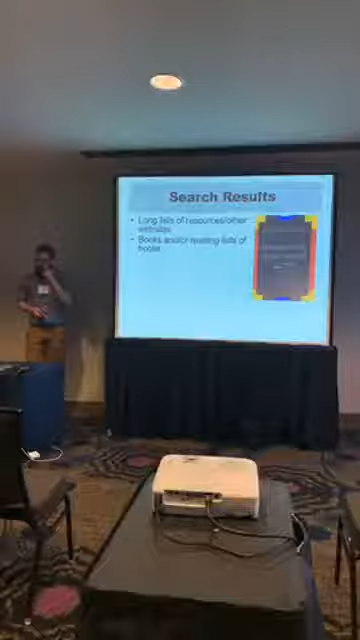 Search Results
• Long lists of resources/other
websites
• Books and/or reading lists of
books